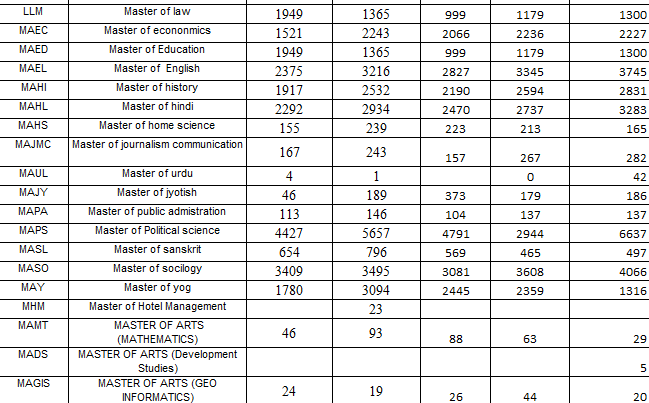 LLM Master of law 1949 1365 999 1179 1300
MAEC Master of econonmics 1521 2243 2066 2236 2227
MAED Master of Education 1949 1365 999 1179 1300
MAEL Master of English 2375 3216 2827 3345 3745
MAHI Master of history 1917 2532 2190 2594 2831
MAHL Master of hindi 2292 2934 2470 2737 3283
MAHS Master of home science 155 239 223 213 165
MAJMC Master of journalism communication 167 243 157 267 282
MAUL Master of urdu 4 1 0 42
MAJY Master of jyotish 46 189 373 179 186
MAPA Master of public admistration 113 146 104 137 137
MAPS Master of Political science 4427 5657 4791 2944 6637
MASL Master of sanskrit 654 796 569 465 497
MASO Master of socilogy 3409 3495 3081 3608 4066
MAY Master of yog 1780 3094 2445 2359 1316
MHM Master of Hotel Management 23
MAMT MASTER OF ARTS
(MATHEMATICS) 46 93 88 63 29
MADS MASTER OF ARTS (Development
Studies) 5
MAGIS MASTER OF ARTS (GEO
INFORMATICS) 24 19 26 44 20